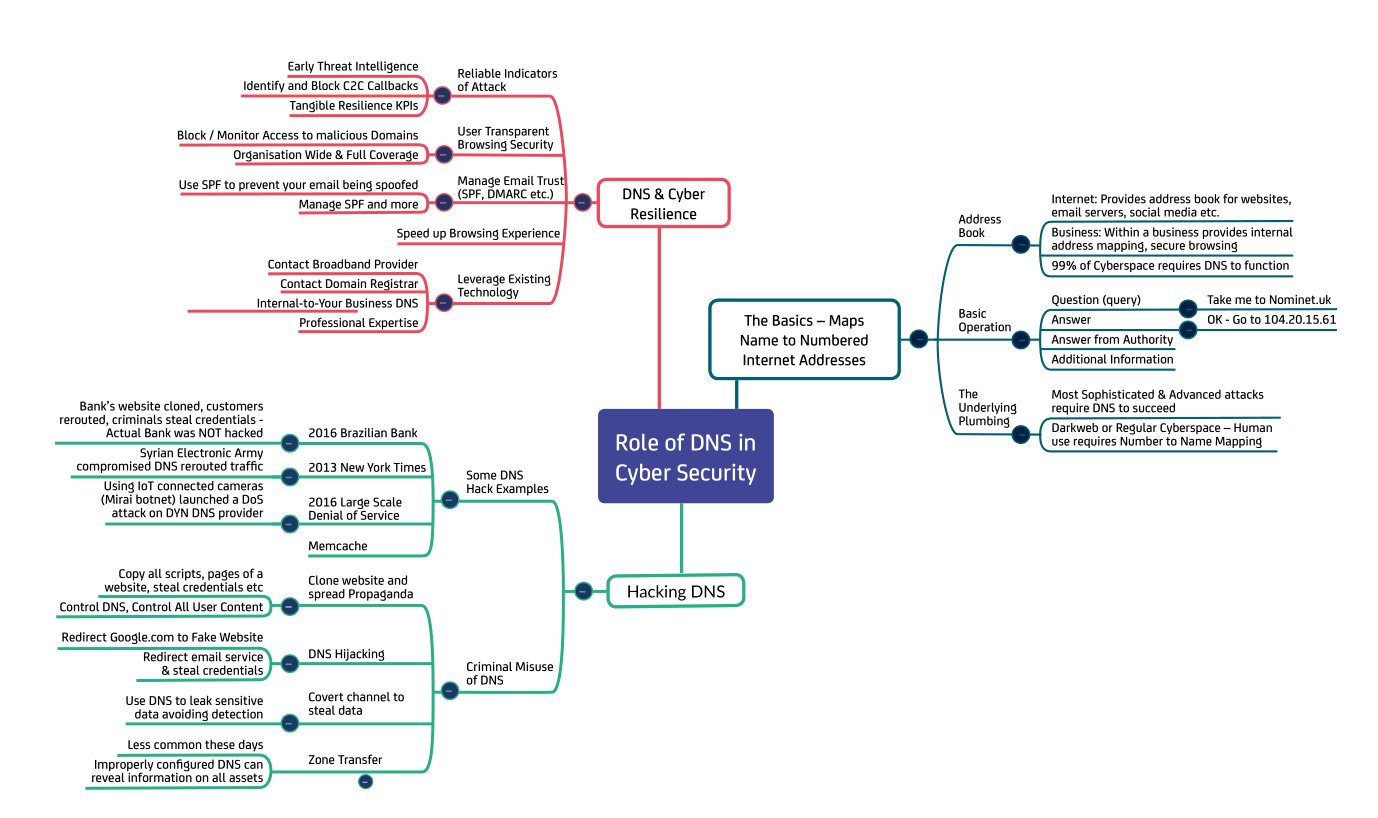 Role of DNS in
Cyber Security
DNS & Cyber
Resilience
Reliable Indicators
of Attack
Early Threat Intelligence
Identify and Block C2C Callbacks
Tangible Resilience KPIs
User Transparent
Browsing Security
Block / Monitor Access to malicious Domains
Organisation Wide & Full Coverage
Manage Email Trust
(SPF, DMARC etc.)
Use SPF to prevent your email being spoofed
Manage SPF and more
Speed up Browsing Experience
Leverage Existing
Technology
Contact Broadband Provider
Contact Domain Registrar
Internal-to-Your Business DNS
Professional Expertise
The Basics – Maps
Name to Numbered
Internet Addresses
Address
Book
Internet: Provides address book for websites,
email servers, social media etc.
Business: Within a business provides internal
address mapping, secure browsing
99% of Cyberspace requires DNS to function
Basic
Operation
Question (query)
Take me to Nominet.uk
Answer
OK - Go to 104.20.15.61
Answer from Authority
Additional Information
The
Underlying
Plumbing
Most Sophisticated & Advanced attacks
require DNS to succeed
Darkweb or Regular Cyberspace – Human
use requires Number to Name Mapping
Hacking DNS
Some DNS
Hack Examples
2016 Brazilian Bank
Bank's website cloned, customers
rerouted, criminals steal credentials -
Actual Bank was NOT hacked
2013 New York Times
Syrian Electronic Army
compromised DNS rerouted traffic
2016 Large Scale
Denial of Service
Using IoT connected cameras
(Mirai botnet) launched a DoS
attack on DYN DNS provider
Memcache
Criminal Misuse
of DNS
Clone website and
spread Propaganda
Copy all scripts, pages of a
website, steal credentials etc
Control DNS, Control All User Content
DNS Hijacking
Redirect Google.com to Fake Website
Redirect email service
& steal credentials
Covert channel to
steal data
Use DNS to leak sensitive
data avoiding detection
Zone Transfer
Less common these days
Improperly configured DNS can
reveal information on all assets